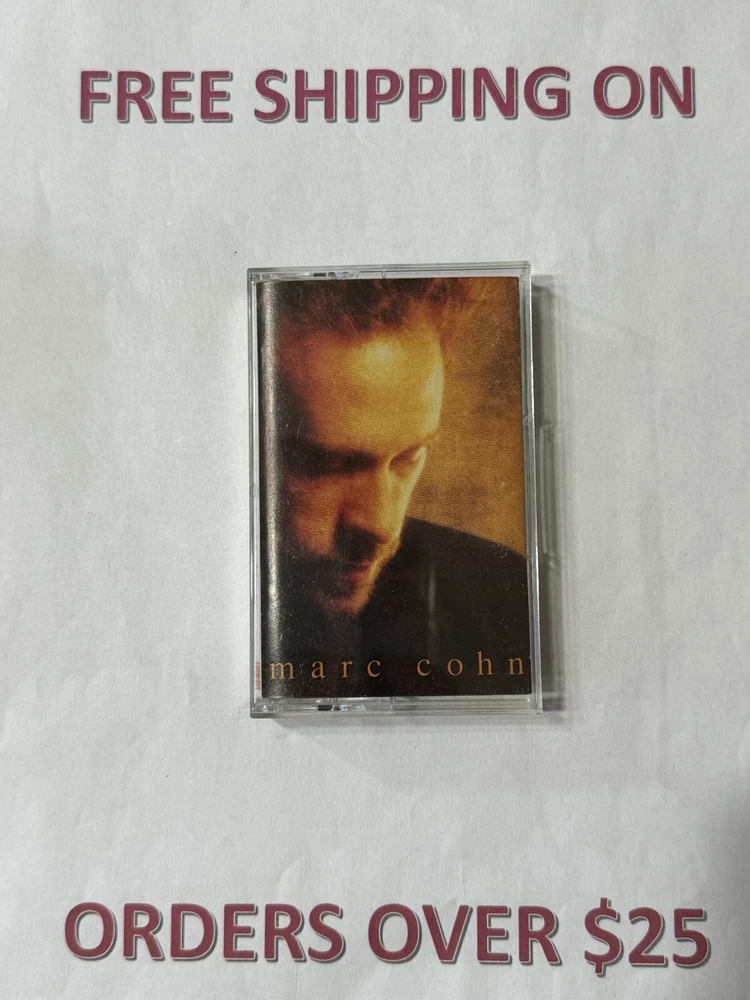 FREE SHIPPING ON
marc cohn
ORDERS OVER $25